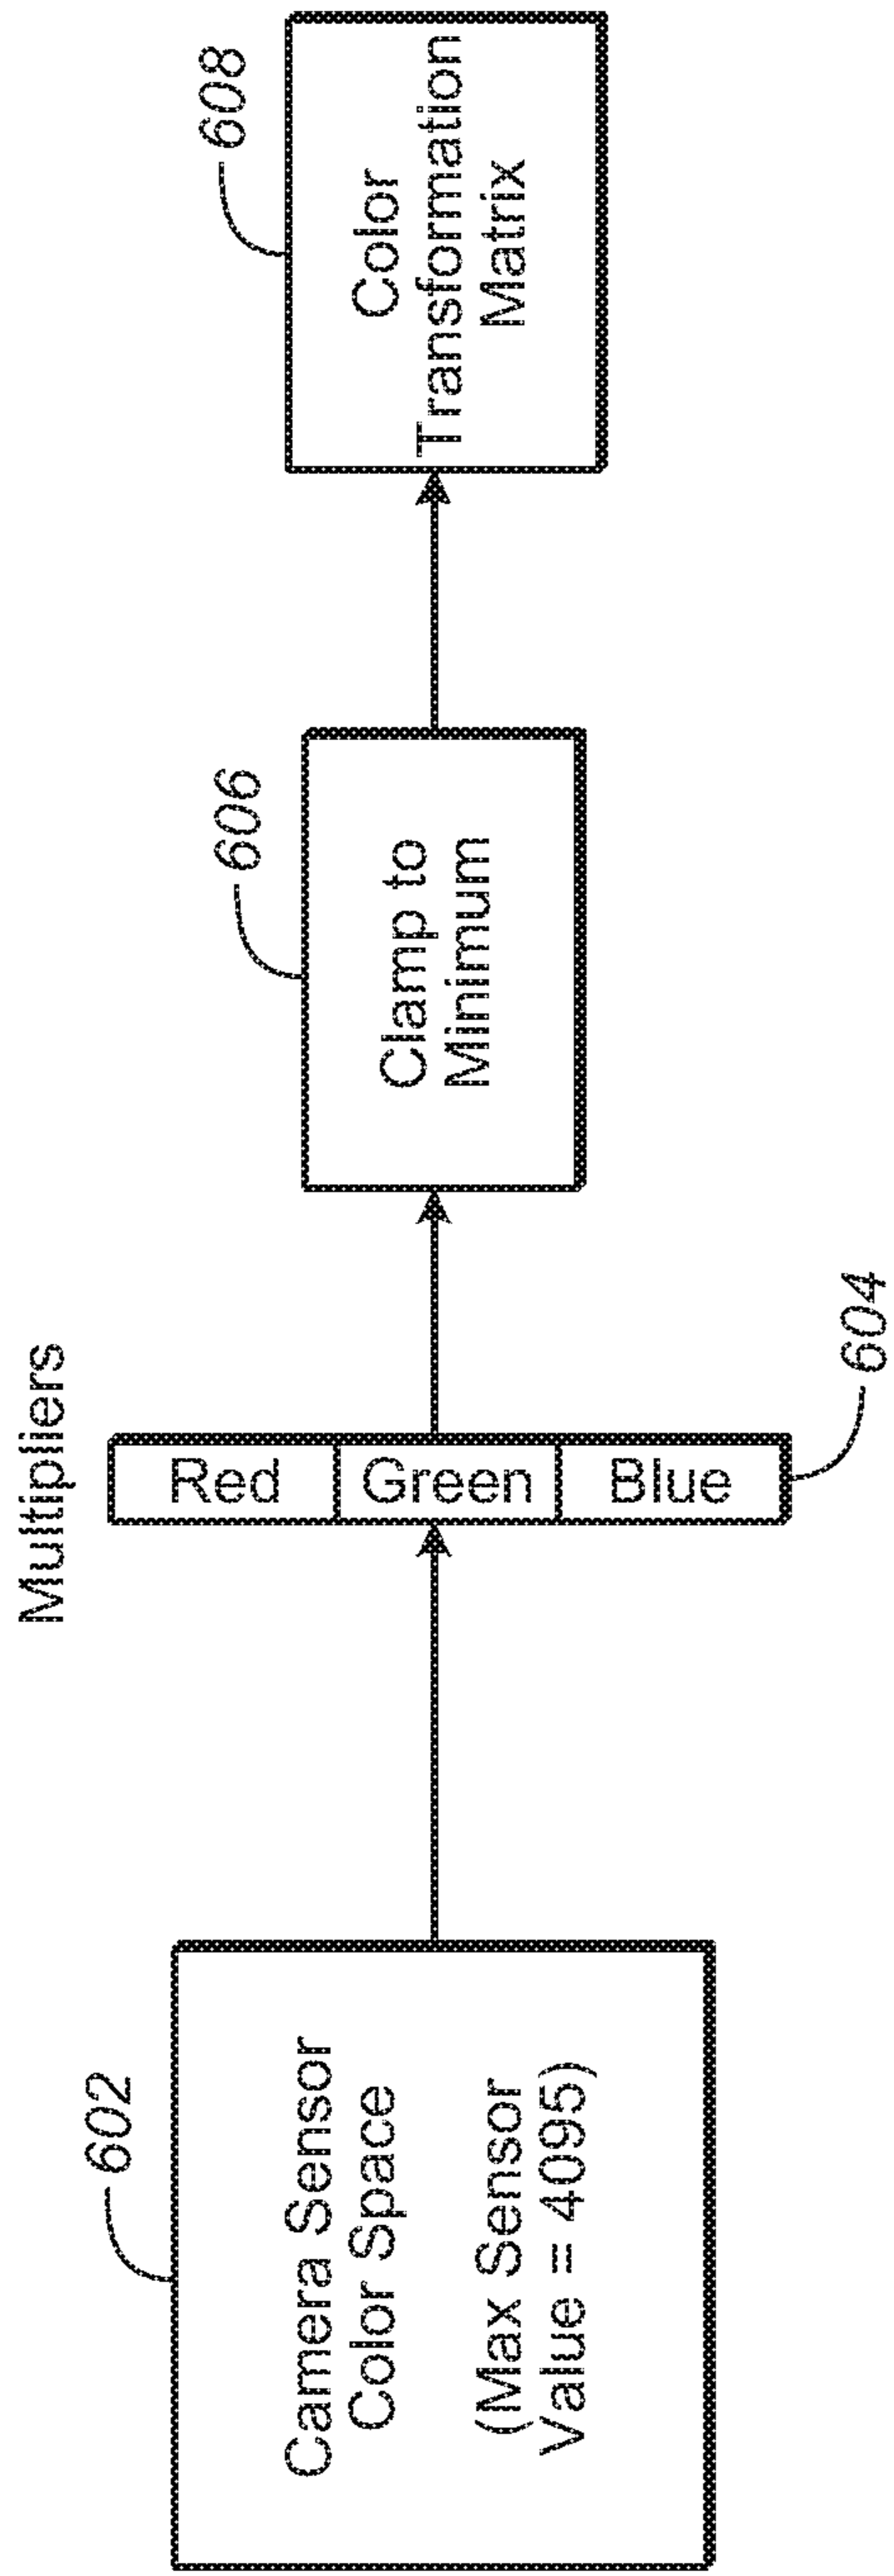 Multipliers
602
Camera Sensor
Color Space
(Max Sensor
Value = 4095)
Red
Green
Blue
604
606
Clamp to
Minimum
608
Color
Transformation
Matrix